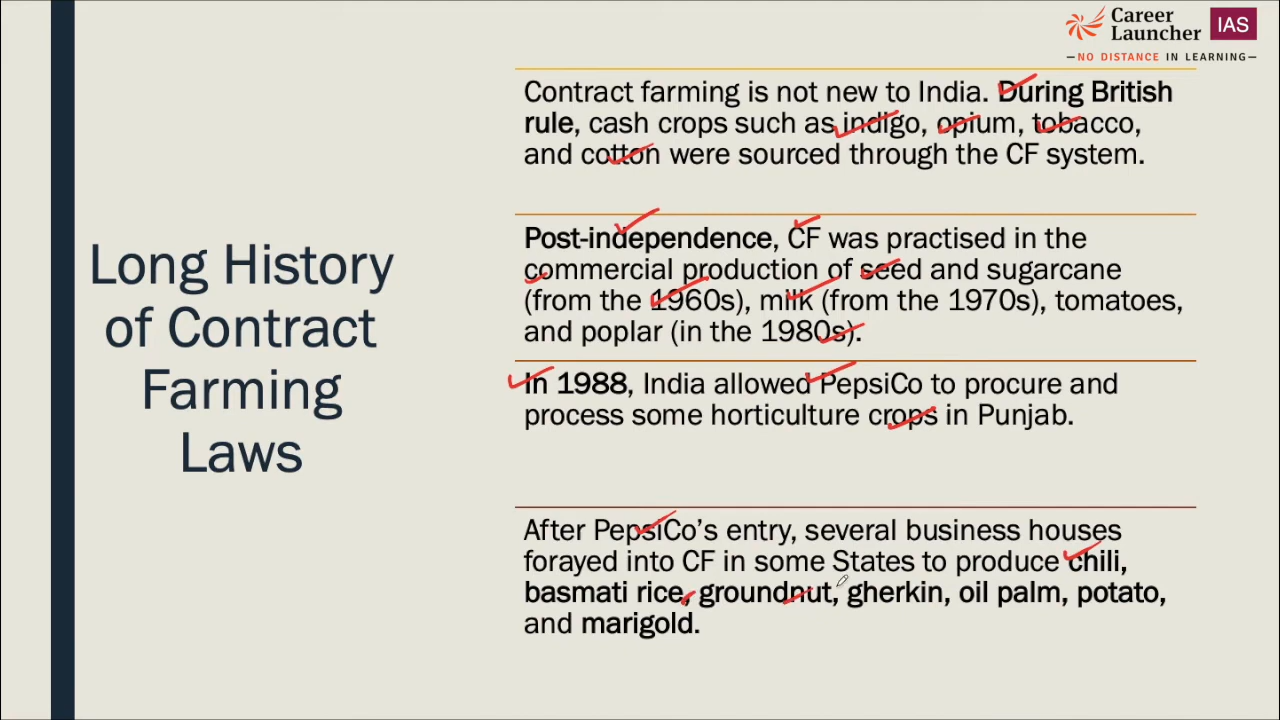 Career
Launcher
IAS
—NO DISTANCE IN LEARNING—
Long History
of Contract
Farming
Laws
Contract farming is not new to India. During British
rule, cash crops such as indigo, opium, tobacco,
and cotton were sourced through the CF system.
Post-independence, CF was practised in the
commercial production of seed and sugarcane
(from the 1960s), milk (from the 1970s), tomatoes,
and poplar (in the 1980s).
In 1988, India allowed PepsiCo to procure and
process some horticulture crops in Punjab.
After PepsiCo's entry, several business houses
forayed into CF in some States to produce chili,
basmati rice, groundnut, gherkin, oil palm, potato,
and marigold.